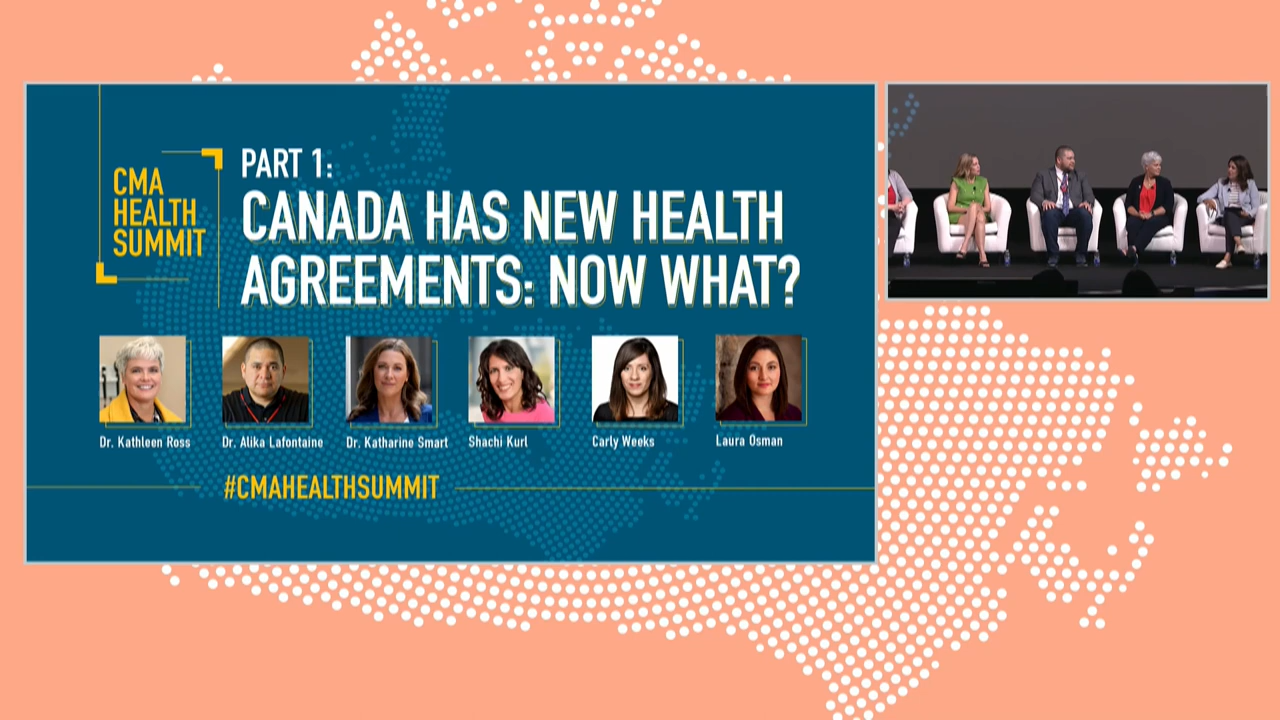 CMA
HEALTH
SUMMIT
PART 1:
CANADA HAS NEW HEALTH
AGREEMENTS: NOW WHAT?
Dr. Kathleen Ross
Dr. Alika Lafontaine
Dr. Katharine Smart
Shachi Kurl
Carly Weeks
Laura Osman
#CMAHEALTHSUMMIT